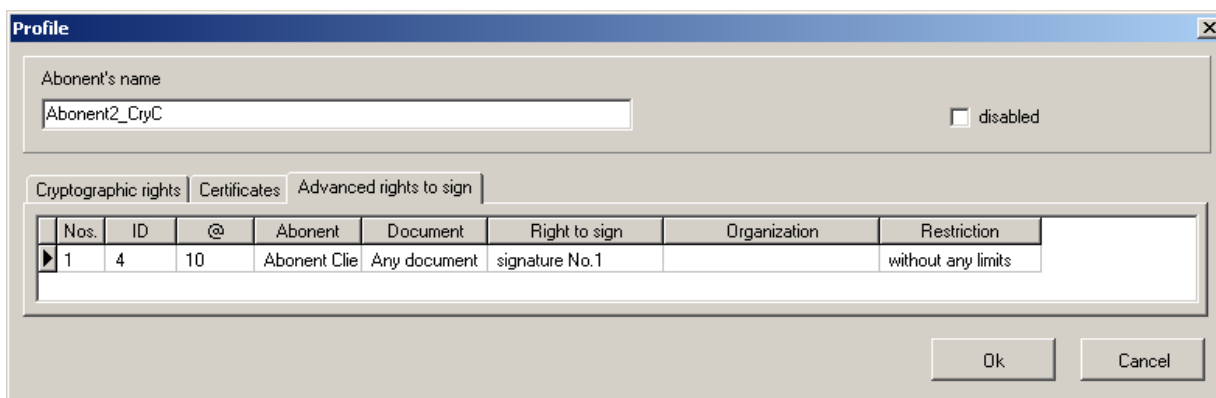 Profile
Abonent's name
Abonent2_CryC
disabled
Cryptographic rights Certificates Advanced rights to sign
Nos. ID @ Abonent Document Right to sign Organization Restriction
1 4 10 Abonent Clie Any document signature No.1 without any limits
Ok Cancel